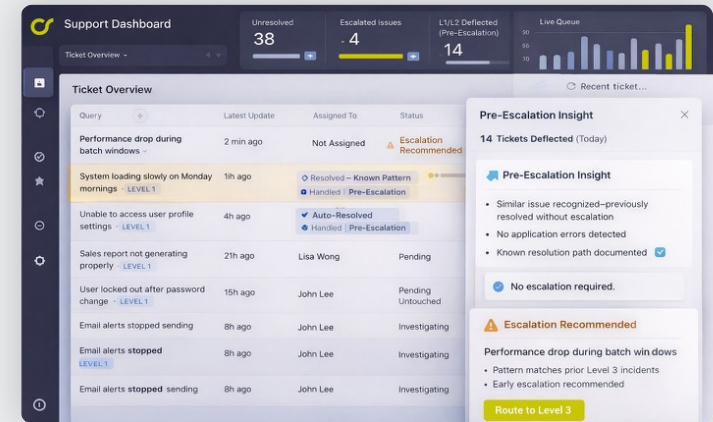 Support Dashboard
Unresolved
38
Escalated issues
- 4
L1/L2 Deflected
(Pre-Escalation)
14
Live Queue
Ticket Overview
Recent ticket...
Ticket Overview
Query
Latest Update
Assigned To
Status
Performance drop during
batch windows
2 min ago
Not Assigned
Escalation
Recommended
System loading slowly on Monday
mornings · LEVEL 1
1ih ago
Resolved – Known Pattern
Handled | Pre-Escalation
Unable to access user profile
settings · LEVEL 1
4h ago
Auto-Resolved
Handled | Pre-Escalation
Sales report not generating
properly · LEVEL 1
21h ago
Lisa Wong
Pending
User locked out after password
change · LEVEL 1
15h ago
John Lee
Pending
Untouched
Email alerts stopped sending
8h ago
John Lee
Investigating
Email alerts stopped
LEVEL 1
8h ago
John Lee
Investigating
Email alerts stopped sending
8h ago
John Lee
Investigating
Pre-Escalation Insight
14 Tickets Deflected (Today)
Pre-Escalation Insight
• Similar issue recognized–previously
resolved without escalation
• No application errors detected
• Known resolution path documented
No escalation required.
Escalation Recommended
Performance drop during batch win dows
• Pattern matches prior Level 3 incidents
• Early escalation recommended
Route to Level 3